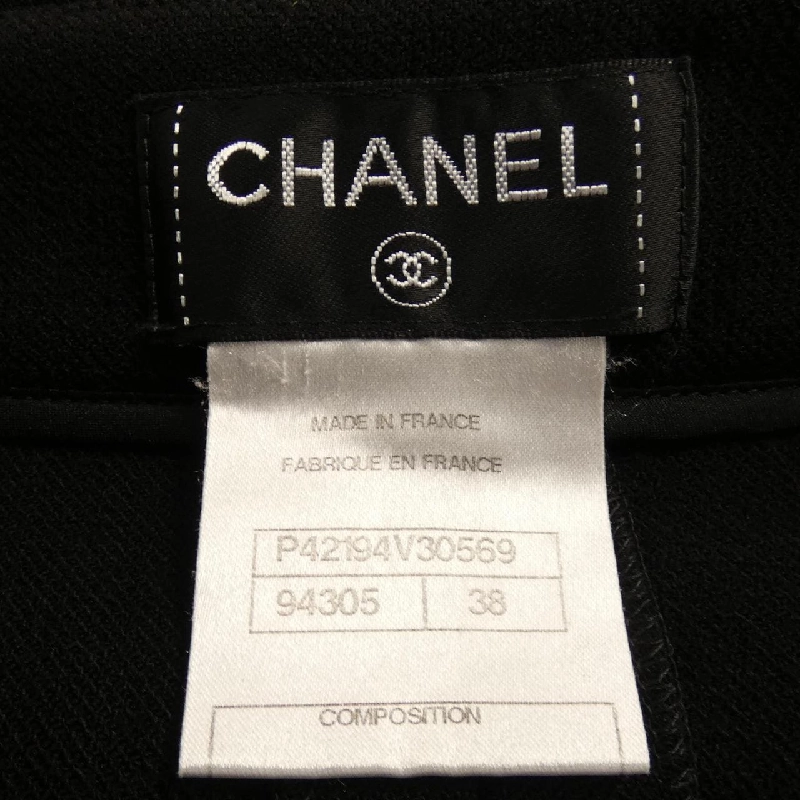 CHANEL
MADE IN FRANCE
FABRIQUE EN FRANCE
P42194V30569
94305 38
COMPOSITION